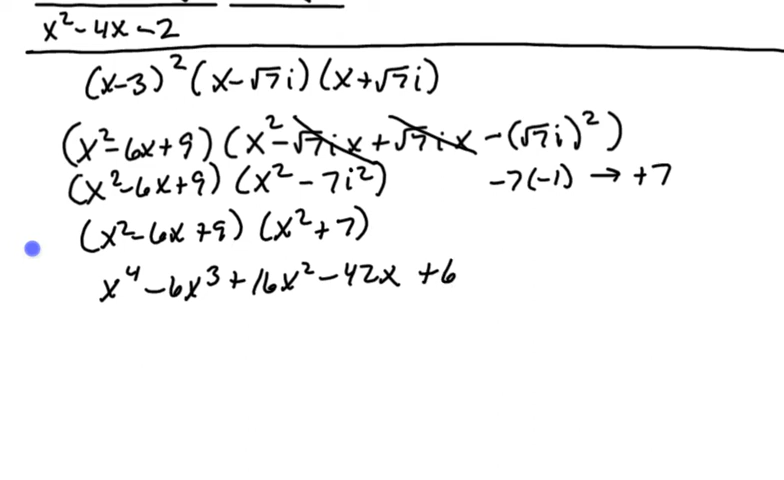 x² - 4x - 2
(x-3)² (x-√7i) (x+√7i)
(x²-6x+9) (x²-√7ix+√7ix-(√7i)²)
(x²-6x+9) (x²-7i²) -7(-1) → +7
(x²-6x+9) (x²+7)
x⁴-6x³+16x²-42x+6